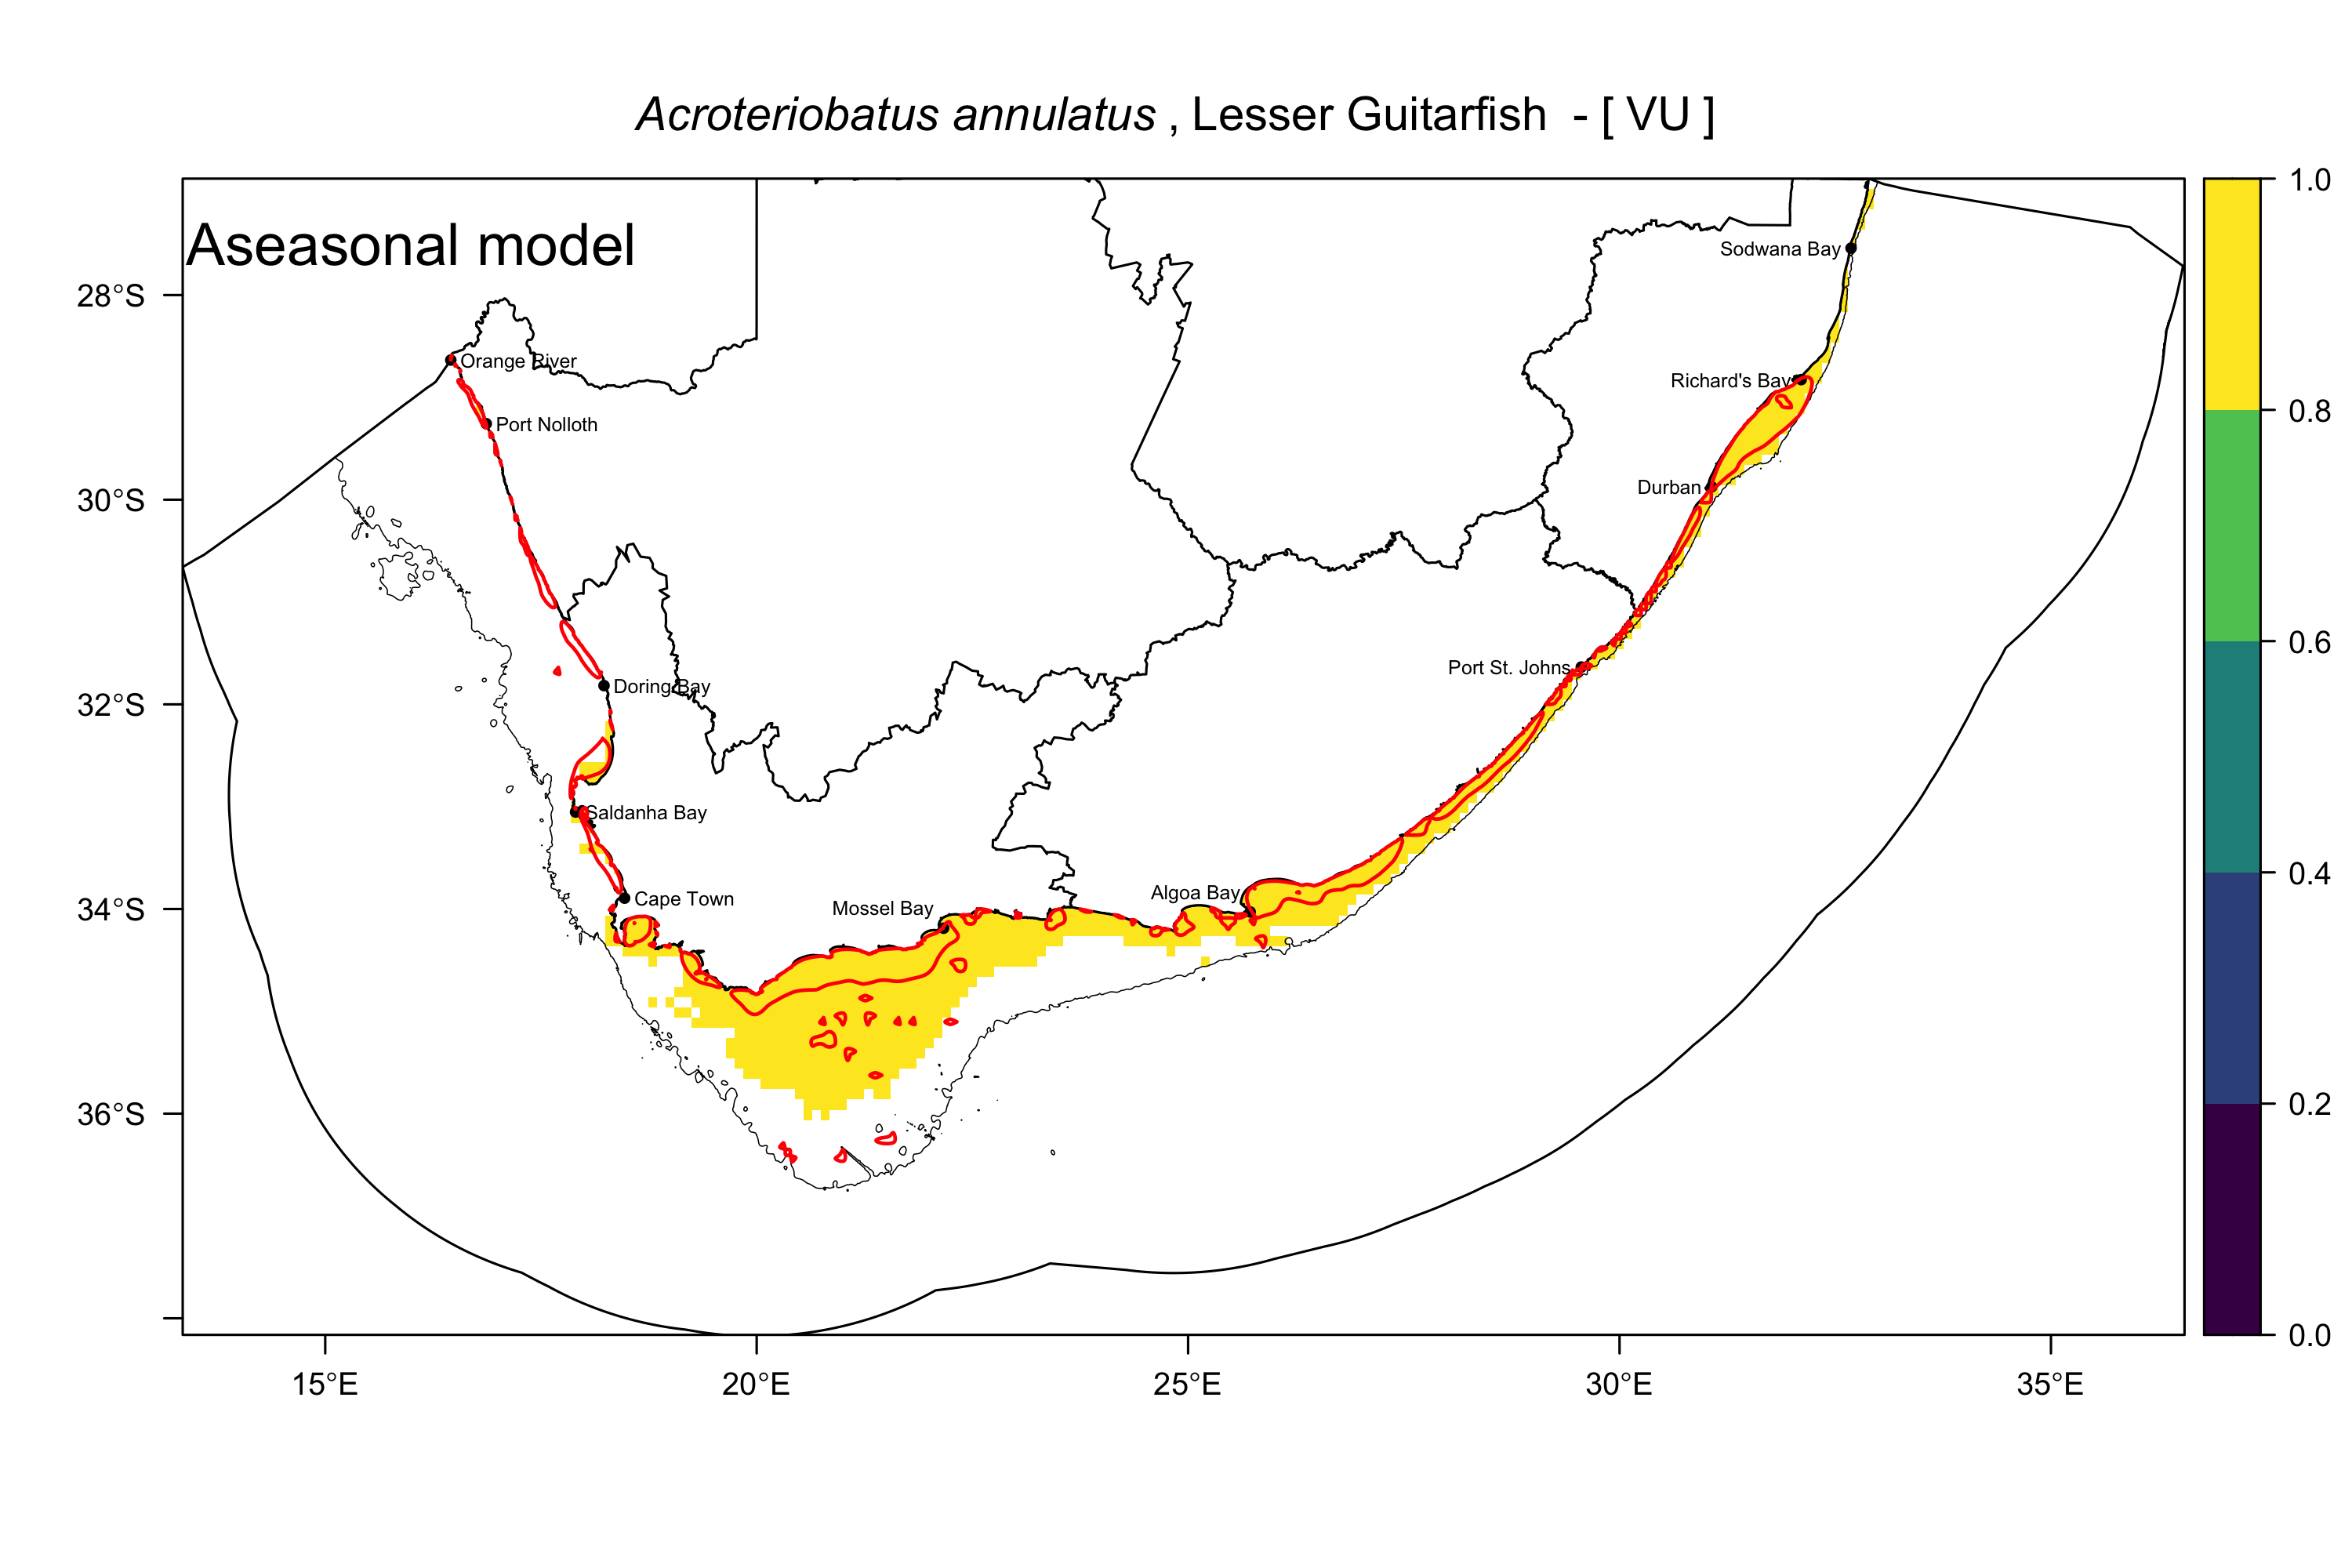 Acroteriobatus annulatus , Lesser Guitarfish - [ VU ]
Aseasonal model
1.0
0.8
0.6
0.4
0.2
0.0
28°S
30°S
32°S
34°S
36°S
15°E
20°E
25°E
30°E
35°E
Sodwana Bay
Orange River
Richard's Bay
Port Nolloth
Durban
Port St. Johns
Doring Bay
Saldanha Bay
Algoa Bay
Cape Town
Mossel Bay